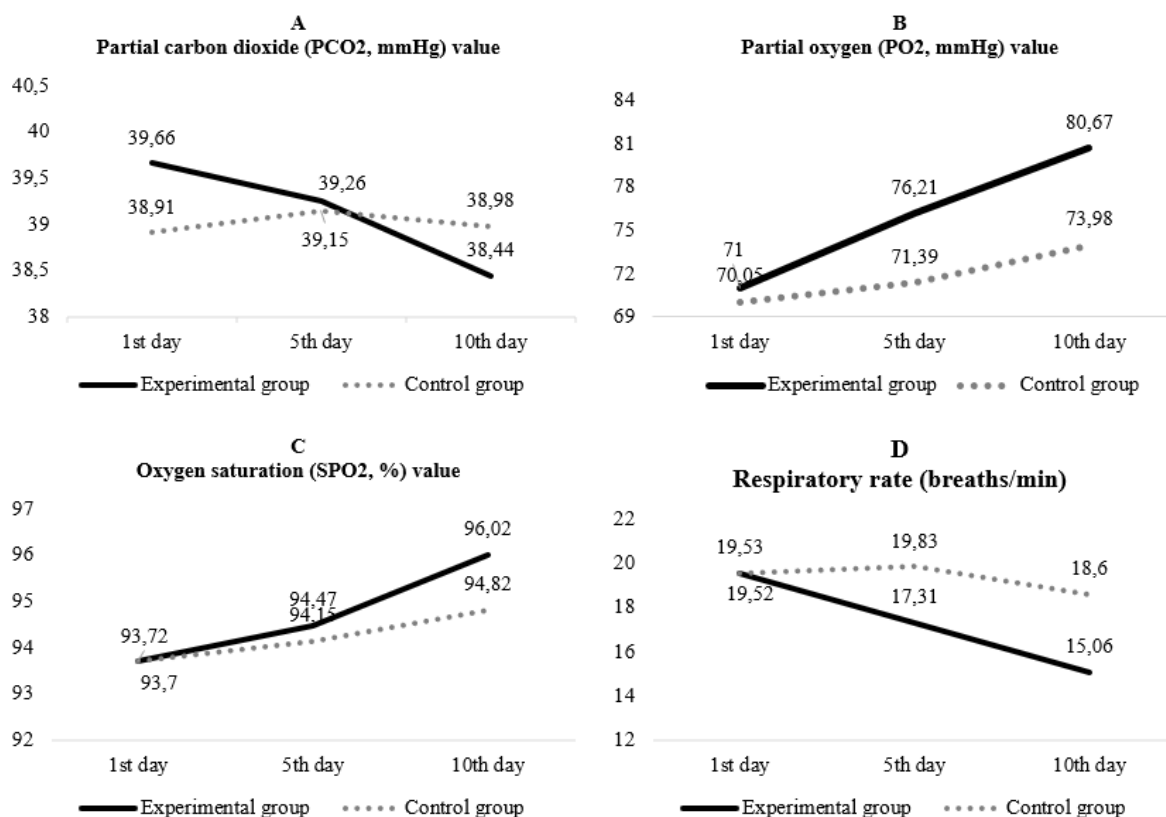 A
Partial carbon dioxide (PCO2, mmHg) value
40,5
40
39,5
39
38,5
38
39,66
39,26
38,91
39,15
38,98
38,44
1st day
5th day
10th day
Experimental group
Control group
B
Partial oxygen (PO2, mmHg) value
84
81
78
75
72
69
80,67
76,21
73,98
71
70,05
71,39
1st day
5th day
10th day
Experimental group
Control group
C
Oxygen saturation (SPO2, %) value
97
96
95
94
93
92
96,02
94,47
94,82
94,15
93,72
93,7
1st day
5th day
10th day
Experimental group
Control group
D
Respiratory rate (breaths/min)
22
20
18
16
14
12
19,53
19,83
18,6
19,52
17,31
15,06
1st day
5th day
10th day
Experimental group
Control group